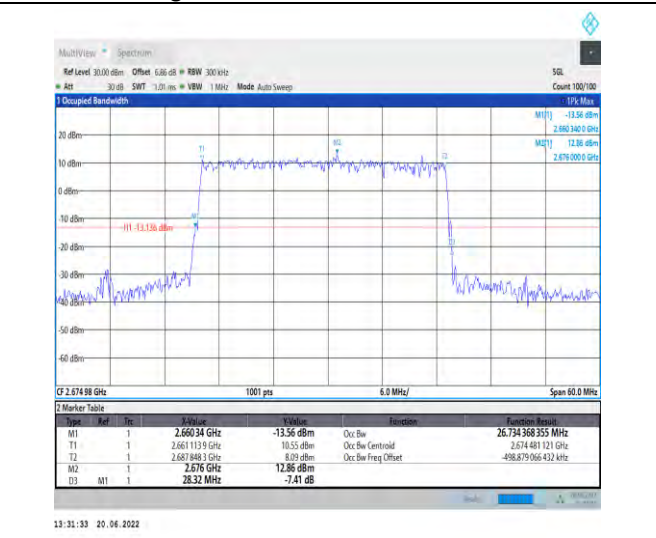 MultiView Spectrum
Ref Level 30.00 dBm Offset 6.86 dB RBW 300 kHz SGL
Att 30 dB SWT 1.01 ms VBW 1 MHz Mode Auto Sweep Count 100/100
1 Occupied Bandwidth 1Pk Max
M1[1] -13.56 dBm
2.660 340 0 GHz
20 dBm M2[1] 12.86 dBm
2.676 000 0 GHz
T1 M2 T2
10 dBm
0 dBm
M1
-10 dBm
H1 -13.136 dBm
-20 dBm
-30 dBm
-40 dBm
-50 dBm
-60 dBm
CF 2.674 98 GHz 1001 pts 6.0 MHz/ Span 60.0 MHz
2 Marker Table
Type Ref Trc X-Value Y-Value Function Function Result
M1 1 2.660 34 GHz -13.56 dBm Occ Bw 26.734 368 355 MHz
T1 1 2.661 113 9 GHz 10.55 dBm Occ Bw Centroid 2.674 481 121 GHz
T2 1 2.687 848 3 GHz 8.09 dBm Occ Bw Freq Offset -498.879 066 432 kHz
M2 1 2.676 GHz 12.86 dBm
D3 M1 1 28.32 MHz -7.41 dB
13:31:33 20.06.2022